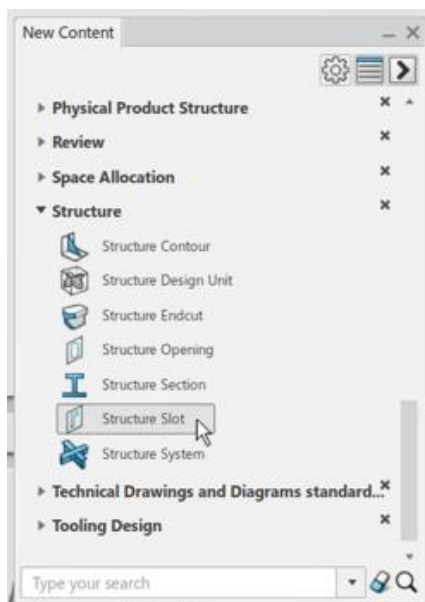 New Content
Physical Product Structure
Review
Space Allocation
Structure
Structure Contour
Structure Design Unit
Structure Endcut
Structure Opening
Structure Section
Structure Slot
Structure System
Technical Drawings and Diagrams standard...
Tooling Design
Type your search